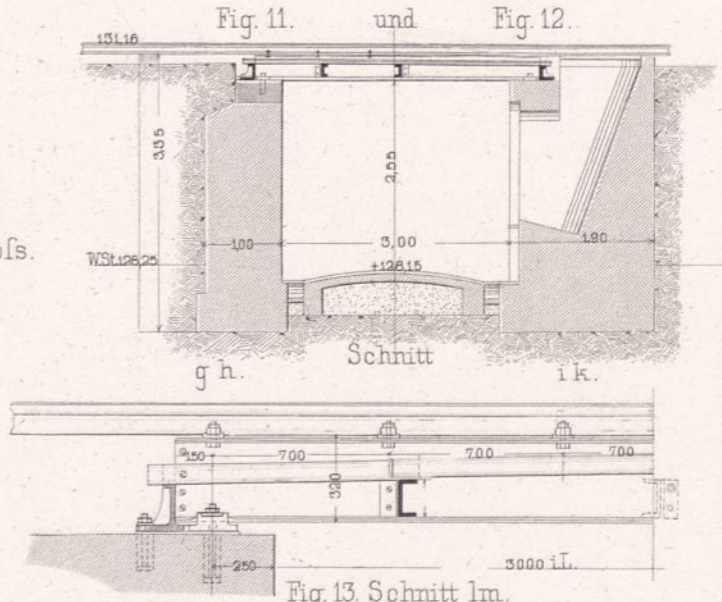 Fig. 11. und Fig. 12.
131,16
3,55
2,55
1,00 3,00 1,90
W.St.128,25
+128,15
Schnitt
g h. i k.
150 700 700 700
320
250 3000 i.L.
Fig. 13. Schnitt lm.